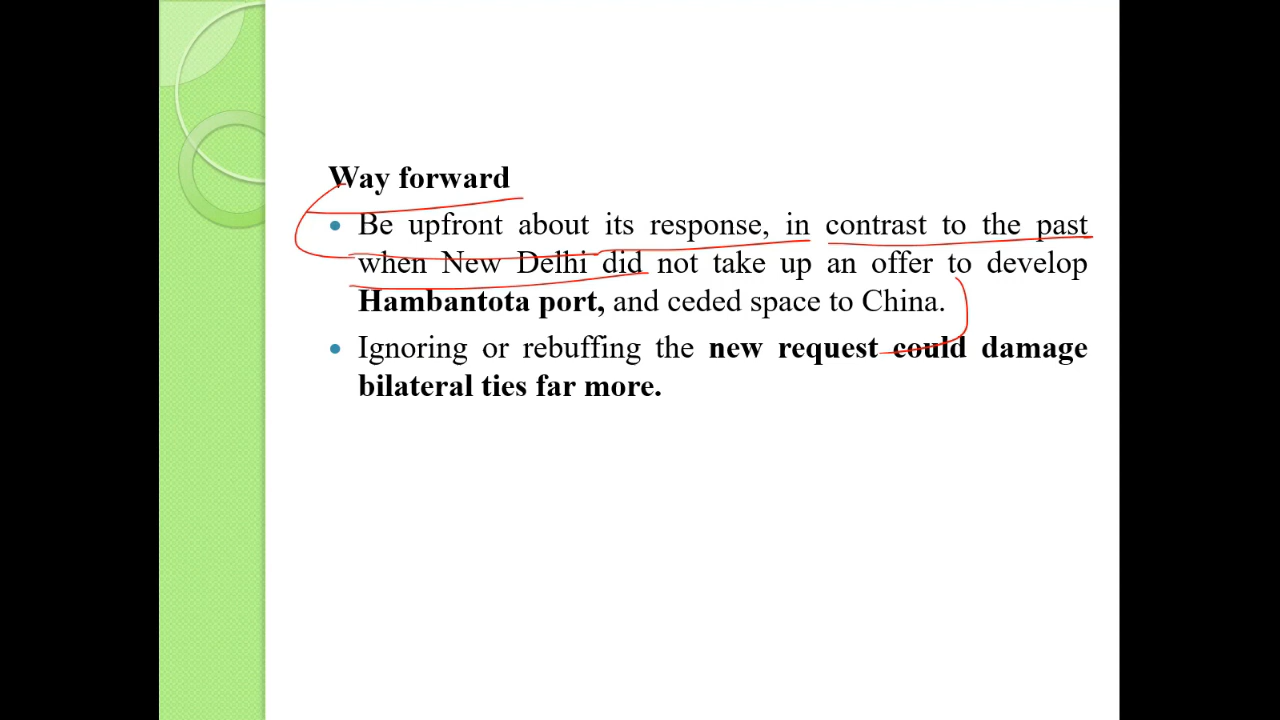 Way forward
Be upfront about its response, in contrast to the past
when New Delhi did not take up an offer to develop
Hambantota port, and ceded space to China.
Ignoring or rebuffing the new request could damage
bilateral ties far more.